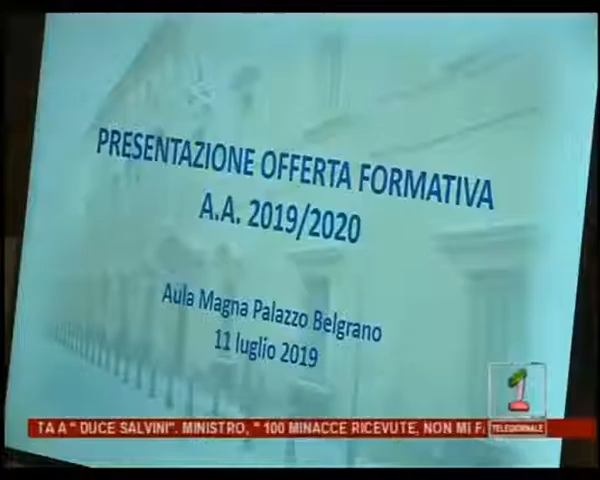 PRESENTAZIONE OFFERTA FORMATIVA
A.A. 2019/2020
Aula Magna Palazzo Belgrano
11 luglio 2019
1
TA A " DUCE SALVINI". MINISTRO, " 100 MINACCE RICEVUTE, NON MI F
TELEGIORNALE